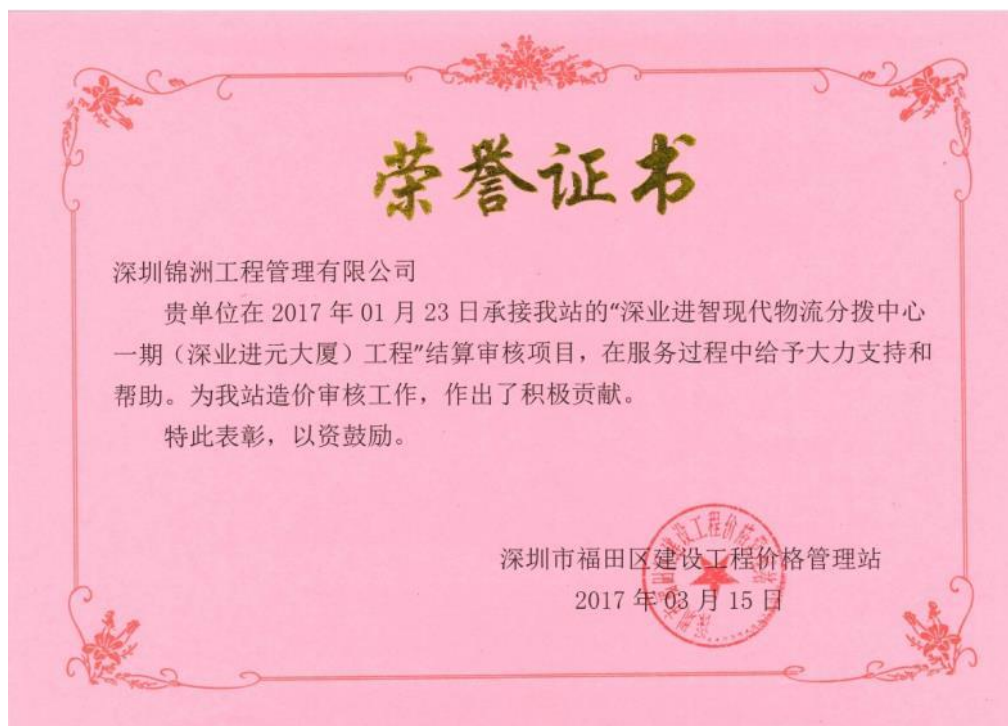 荣誉证书
深圳锦洲工程管理有限公司
贵单位在 2017 年 01 月 23 日承接我站的“深业进智现代物流分拨中心
一期（深业进元大厦）工程”结算审核项目，在服务过程中给予大力支持和
帮助。为我站造价审核工作，作出了积极贡献。
特此表彰，以资鼓励。
深圳市福田区建设工程价格管理站
2017 年 03 月 15 日